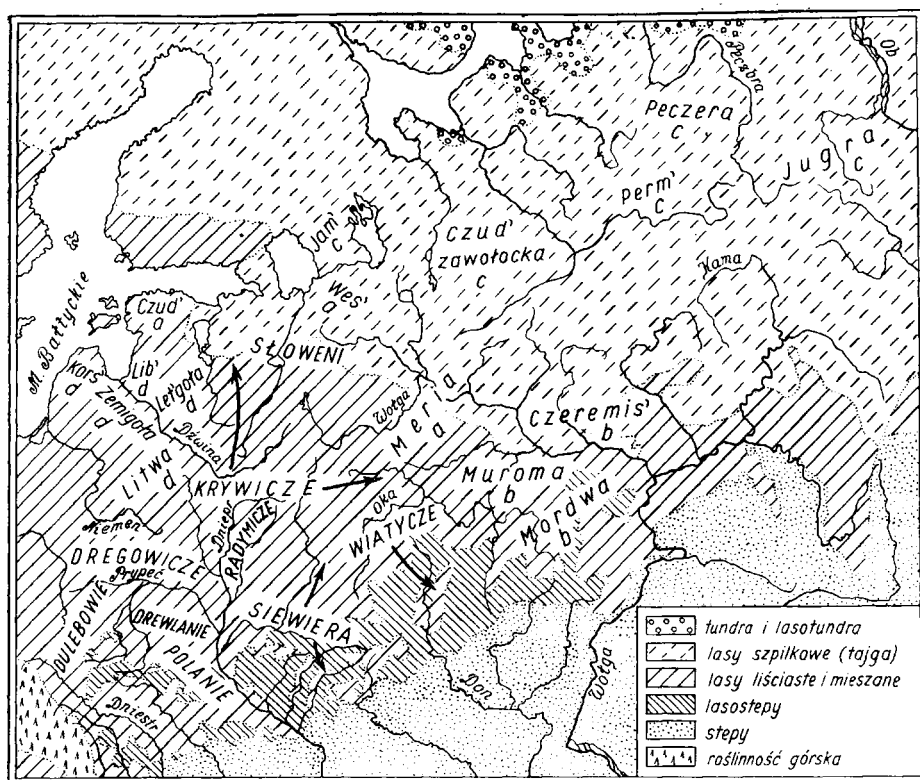 Peczora
Ob
Peczera
c
Jugra
c
Perm'
c
Jam'
c
Czud'
zawołocka
c
Kama
Weś'
a
M. Bałtyckie
Czud'
a
SŁOWENI
Lib'
d
Kors
d
Zemigoła
d
Letgoła
d
Wołga
Meria
a
Czeremis'
b
Dźwina
Litwa
d
KRYWICZE
Muroma
b
Oka
Mordwa
b
Niemen
Dniepr
RADYMICZE
WIATYCZE
DREGOWICZE
Prypeć
DULEBOWIE
DREWLANIE
SIEWIERA
POLANIE
Dniestr
Don
Wołga
tundra i lasotundra
lasy szpilkowe (tajga)
lasy liściaste i mieszane
lasostepy
stepy
roślinność górska